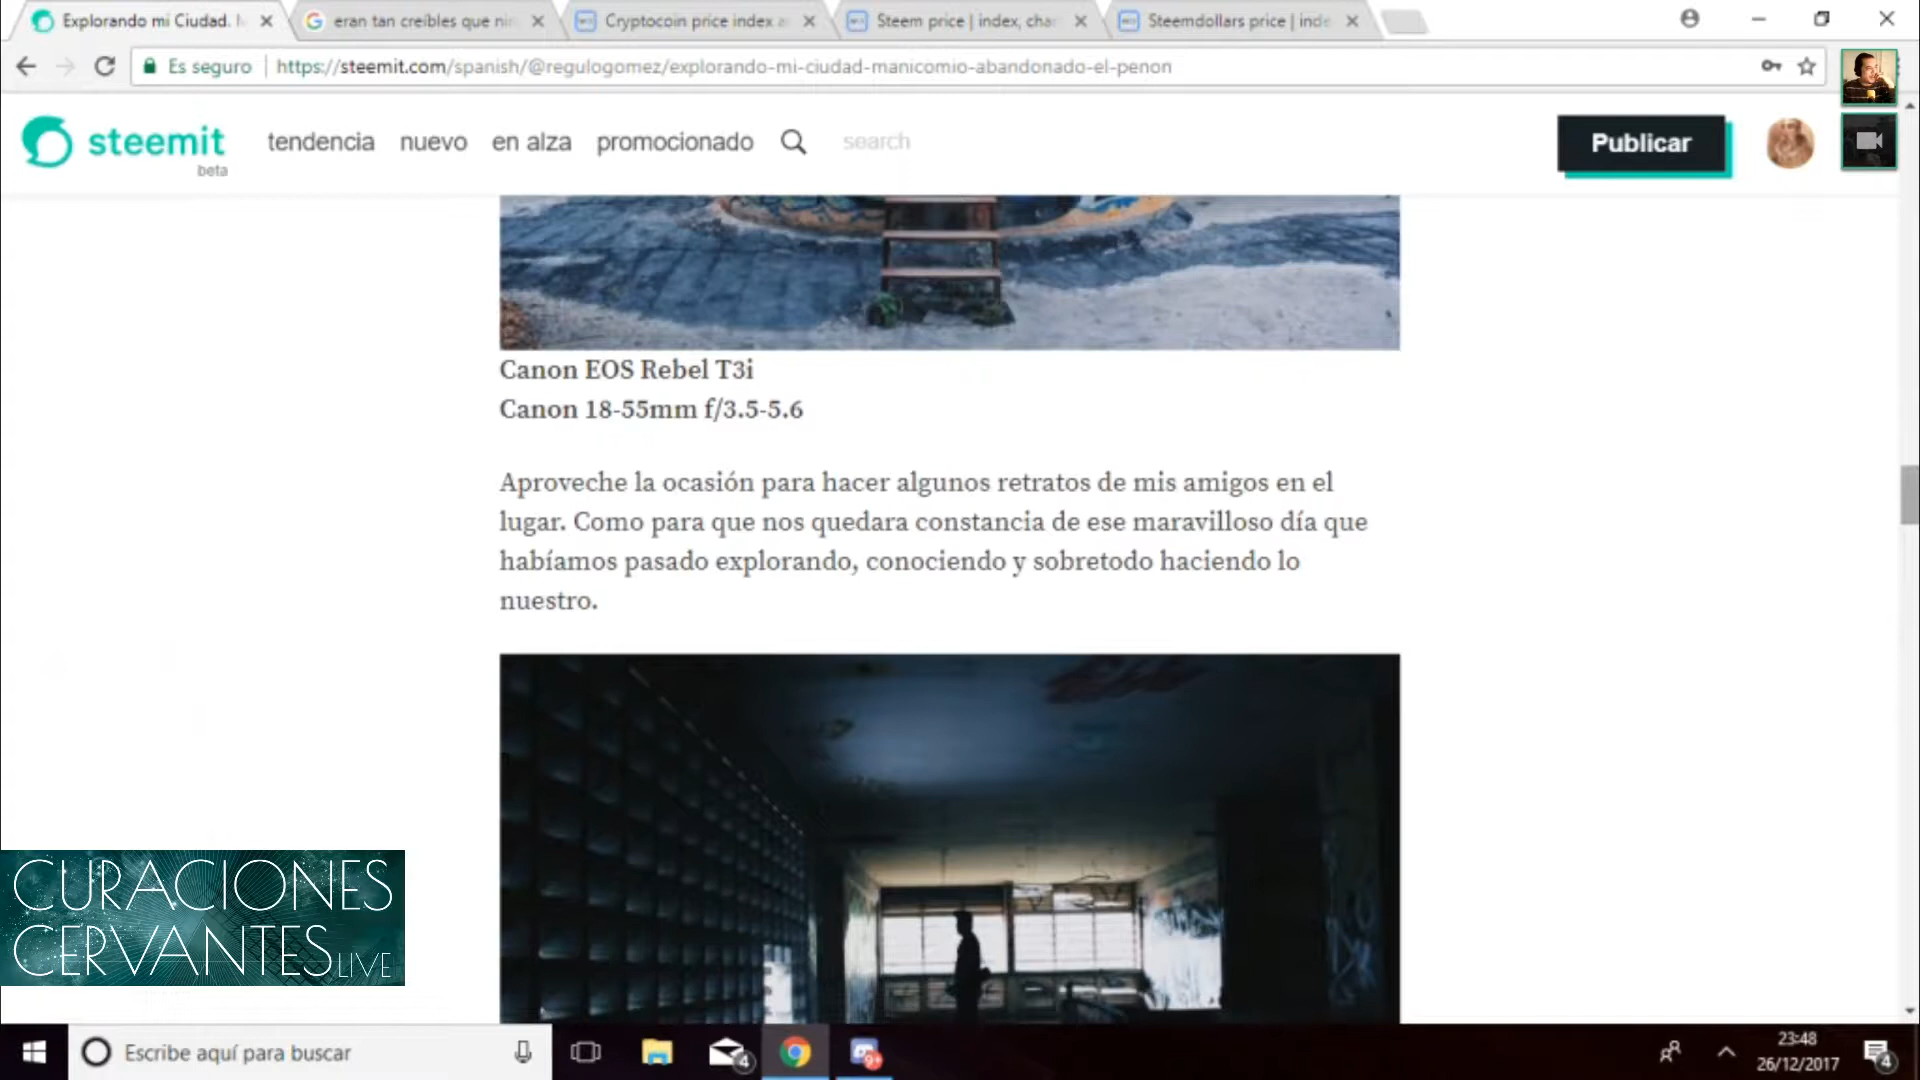 Explorando mi Ciudad.
eran tan creíbles que
Cryptocoin price index
Steem price | index, cha
Steemdollars price | inde
Es seguro
https://steemit.com/spanish/@regulogomez/explorando-mi-ciudad-manicomio-abandonado-el-penon
steemit
beta
tendencia nuevo en alza promocionado
search
Publicar
Canon EOS Rebel T3i
Canon 18-55mm f/3.5-5.6
Aproveche la ocasión para hacer algunos retratos de mis amigos en el
lugar. Como para que nos quedara constancia de ese maravilloso día que
habíamos pasado explorando, conociendo y sobretodo haciendo lo
nuestro.
CURACIONES
CERVANTES LIVE
Escribe aquí para buscar
4
9+
23:48
26/12/2017
4